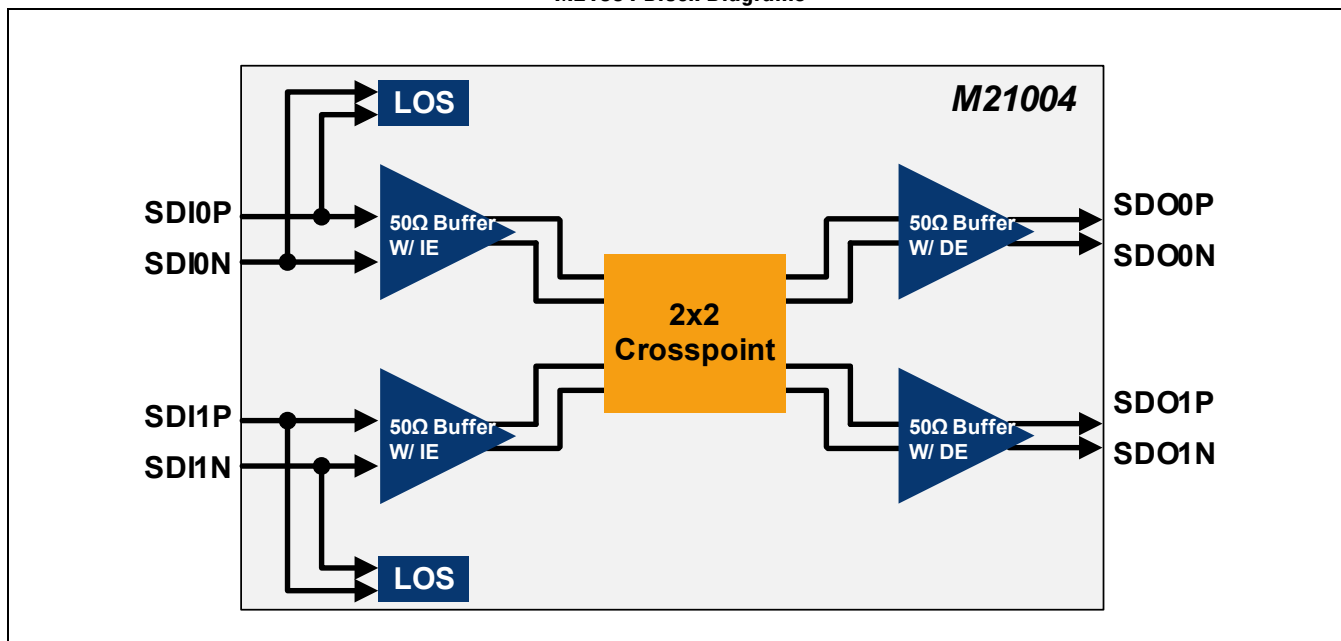 LOS
M21004
SDI0P
SDI0N
50Ω Buffer
W/ IE
50Ω Buffer
W/ DE
SDO0P
SDO0N
2x2
Crosspoint
SDI1P
SDI1N
50Ω Buffer
W/ IE
50Ω Buffer
W/ DE
SDO1P
SDO1N
LOS